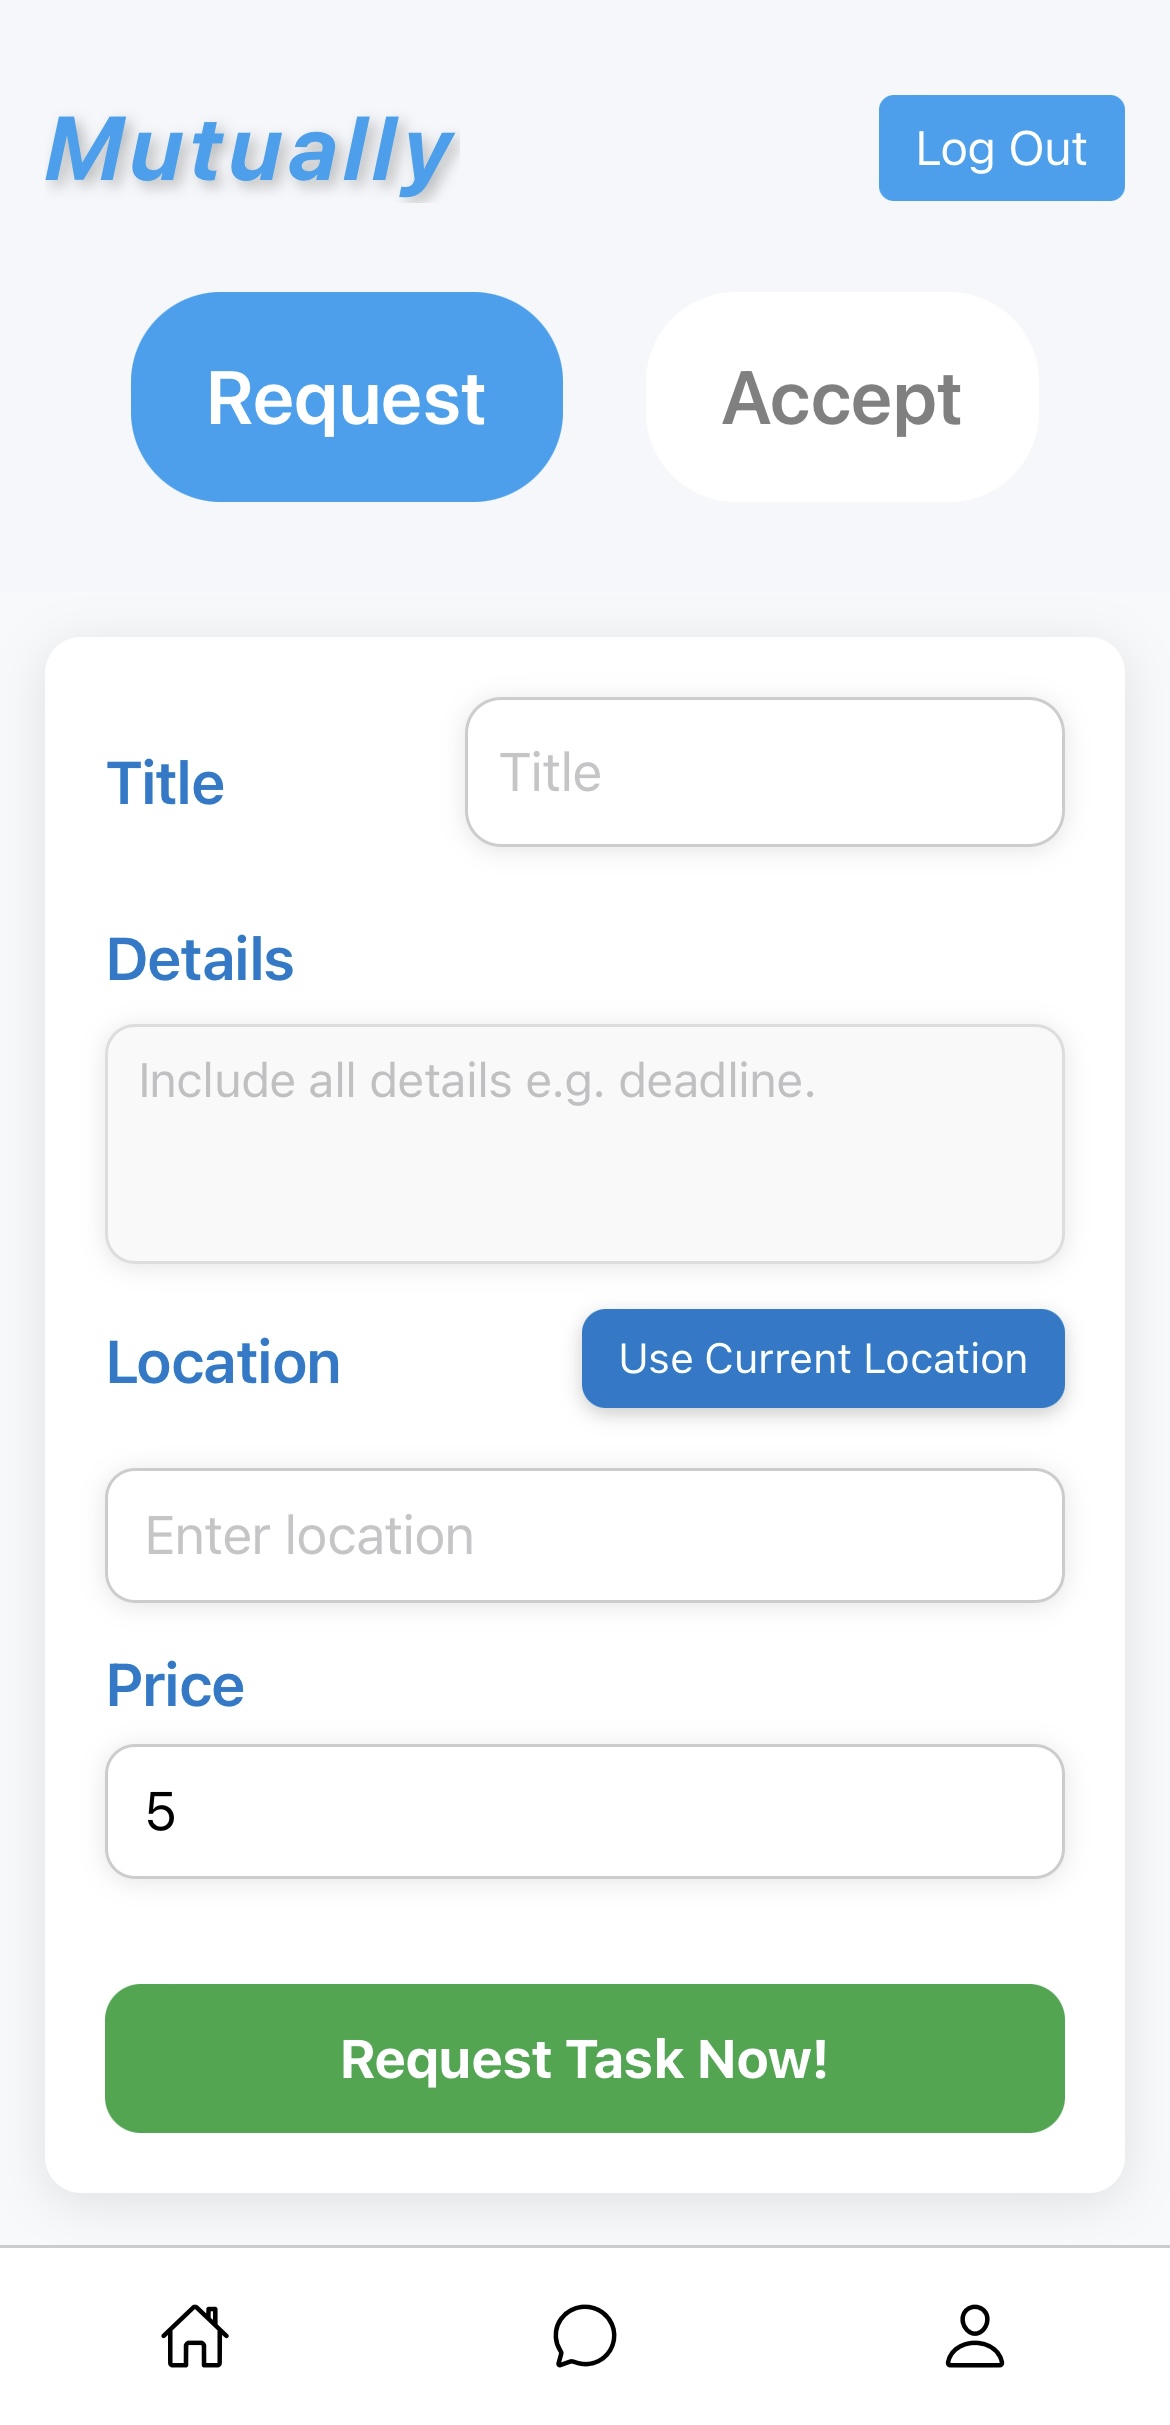 Mutually
Log Out
Request
Accept
Title
Title
Details
Include all details e.g. deadline.
Location
Use Current Location
Enter location
Price
5
Request Task Now!